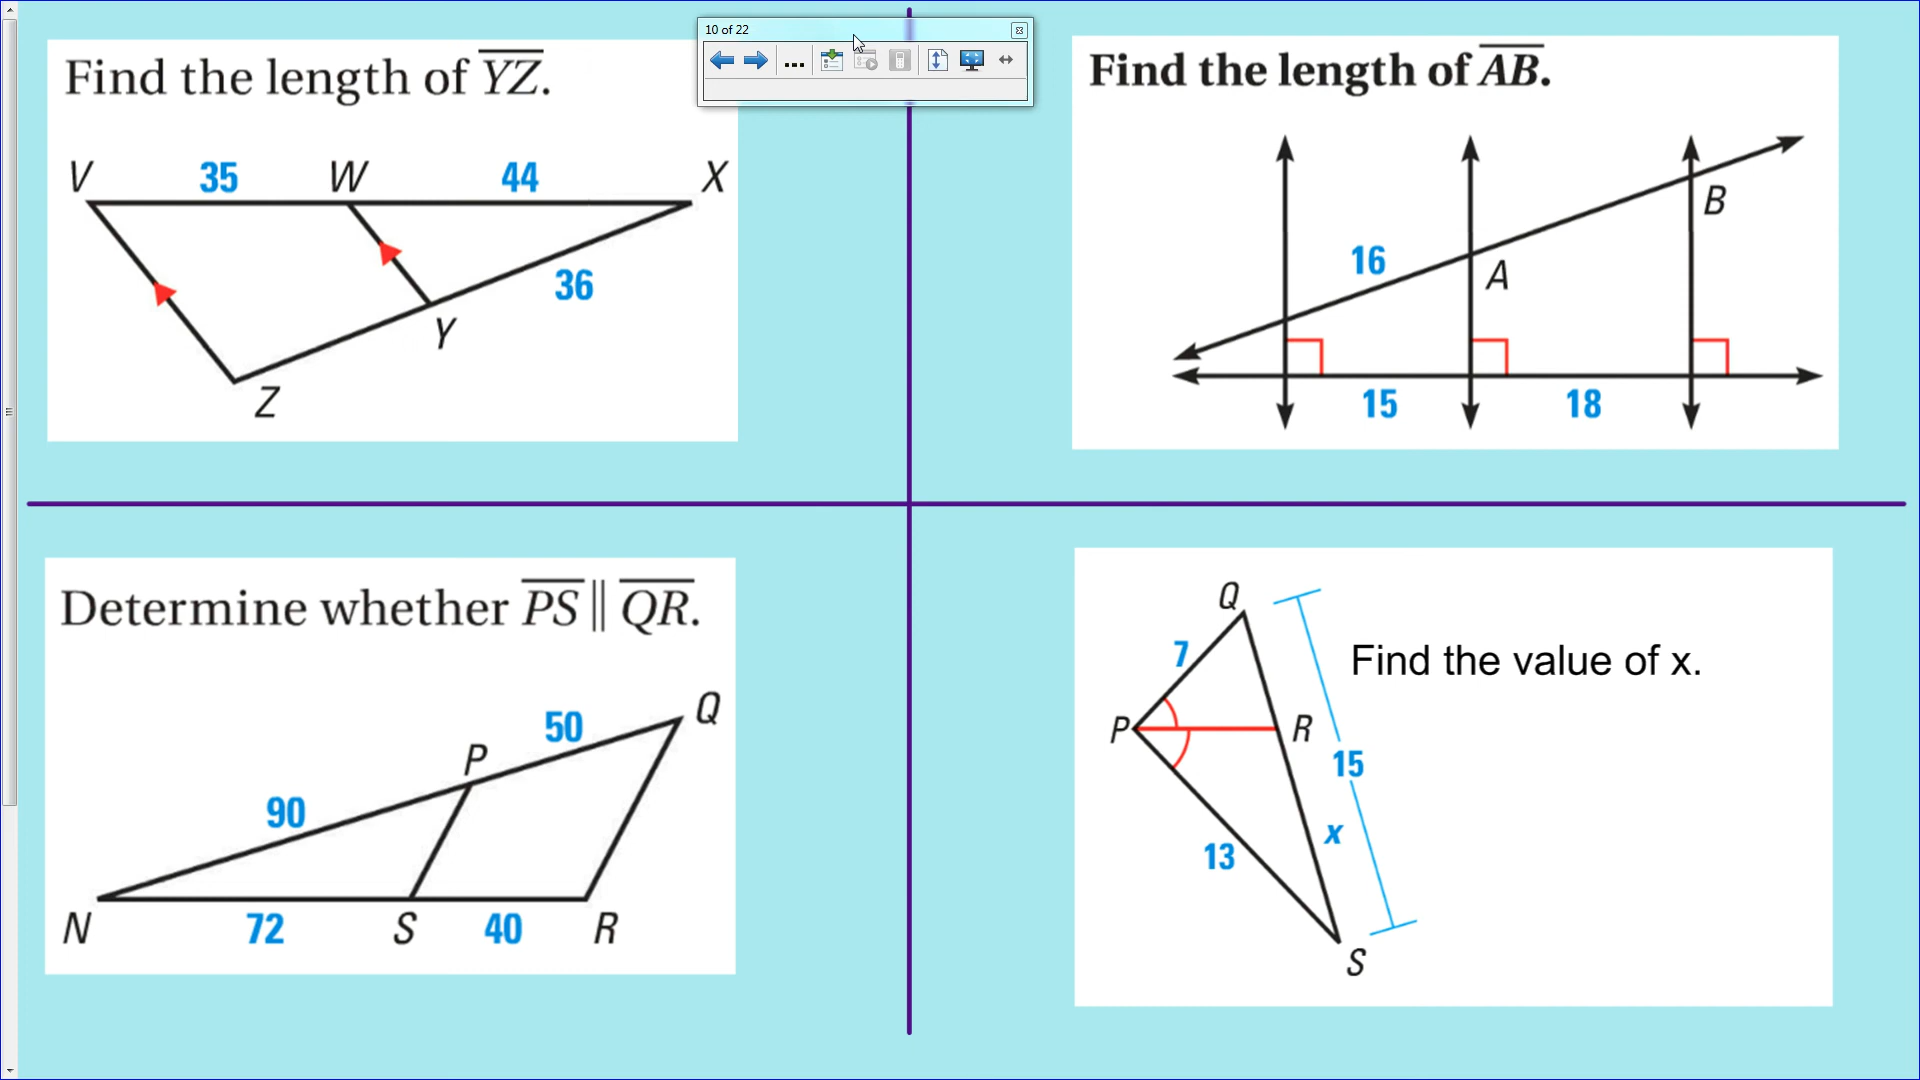 10 of 22
Find the length of YZ.
V 35 W 44 X
36
Y
Z
Find the length of AB.
B
16
A
15 18
Determine whether PS || QR.
Q
50
P
90
N 72 S 40 R
Q
Find the value of x.
7
P R
15
x
13
S